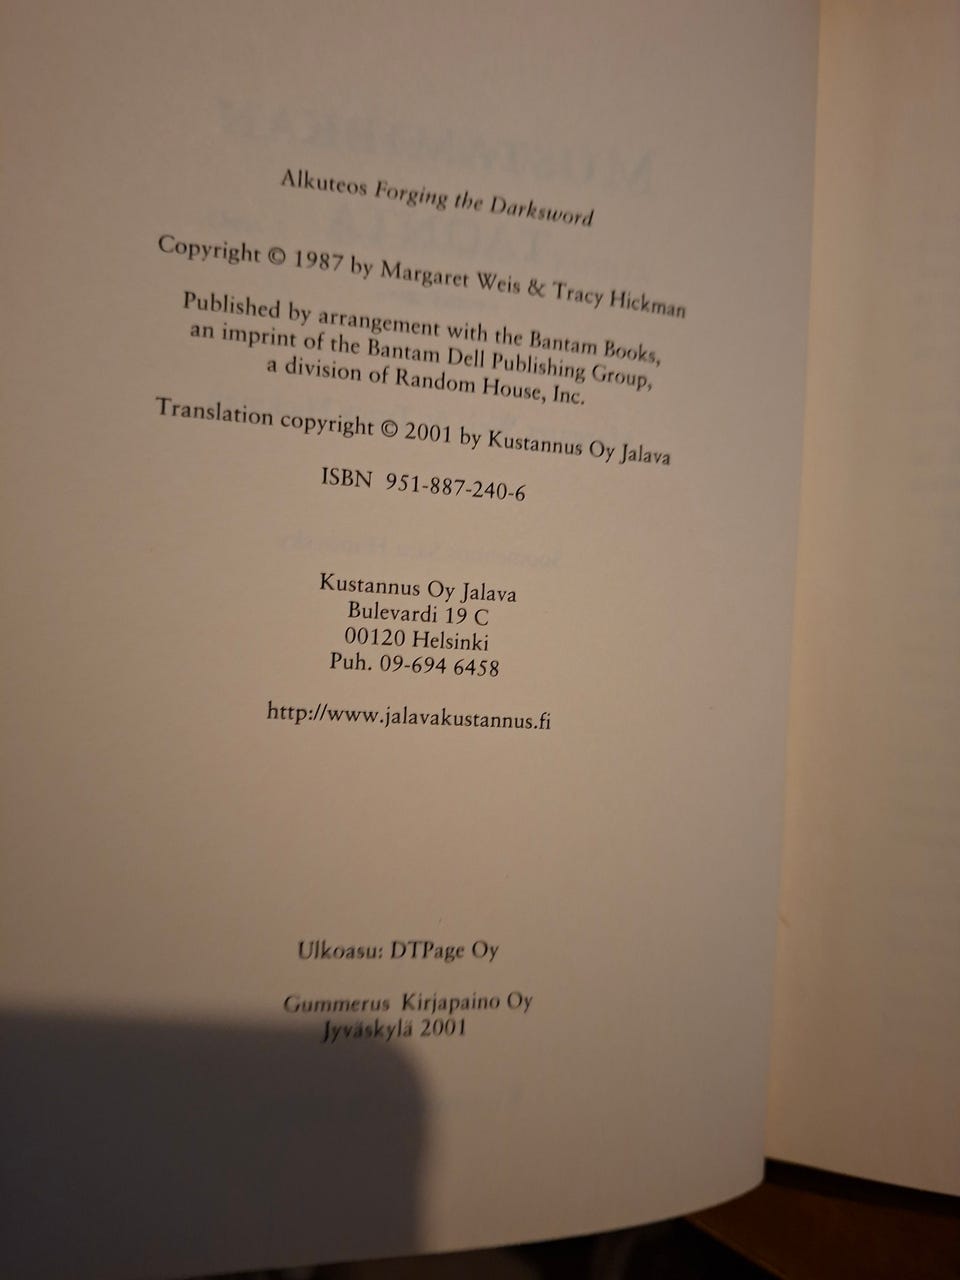 Alkuteos Forging the Darksword
Copyright © 1987 by Margaret Weis & Tracy Hickman
Published by arrangement with the Bantam Books,
an imprint of the Bantam Dell Publishing Group,
a division of Random House, Inc.
Translation copyright © 2001 by Kustannus Oy Jalava
ISBN 951-887-240-6
Kustannus Oy Jalava
Bulevardi 19 C
00120 Helsinki
Puh. 09-694 6458
http://www.jalavakustannus.fi
Ulkoasu: DTPage Oy
Gummerus Kirjapaino Oy
Jyväskylä 2001